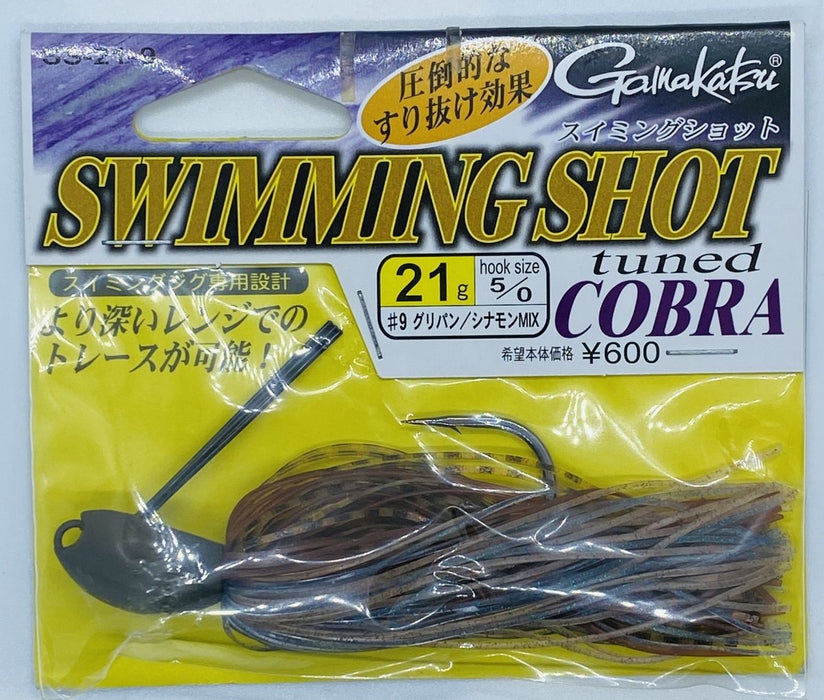 圧倒的な
すり抜け効果
Gamakatsu®
スイミングショット
SWIMMING SHOT
tuned
COBRA
スイミングジグ専用設計
より深いレンジでの
トレースが可能!
21g
hook size
5/0
#9 グリパン/シナモンMIX
希望本体価格 ¥600